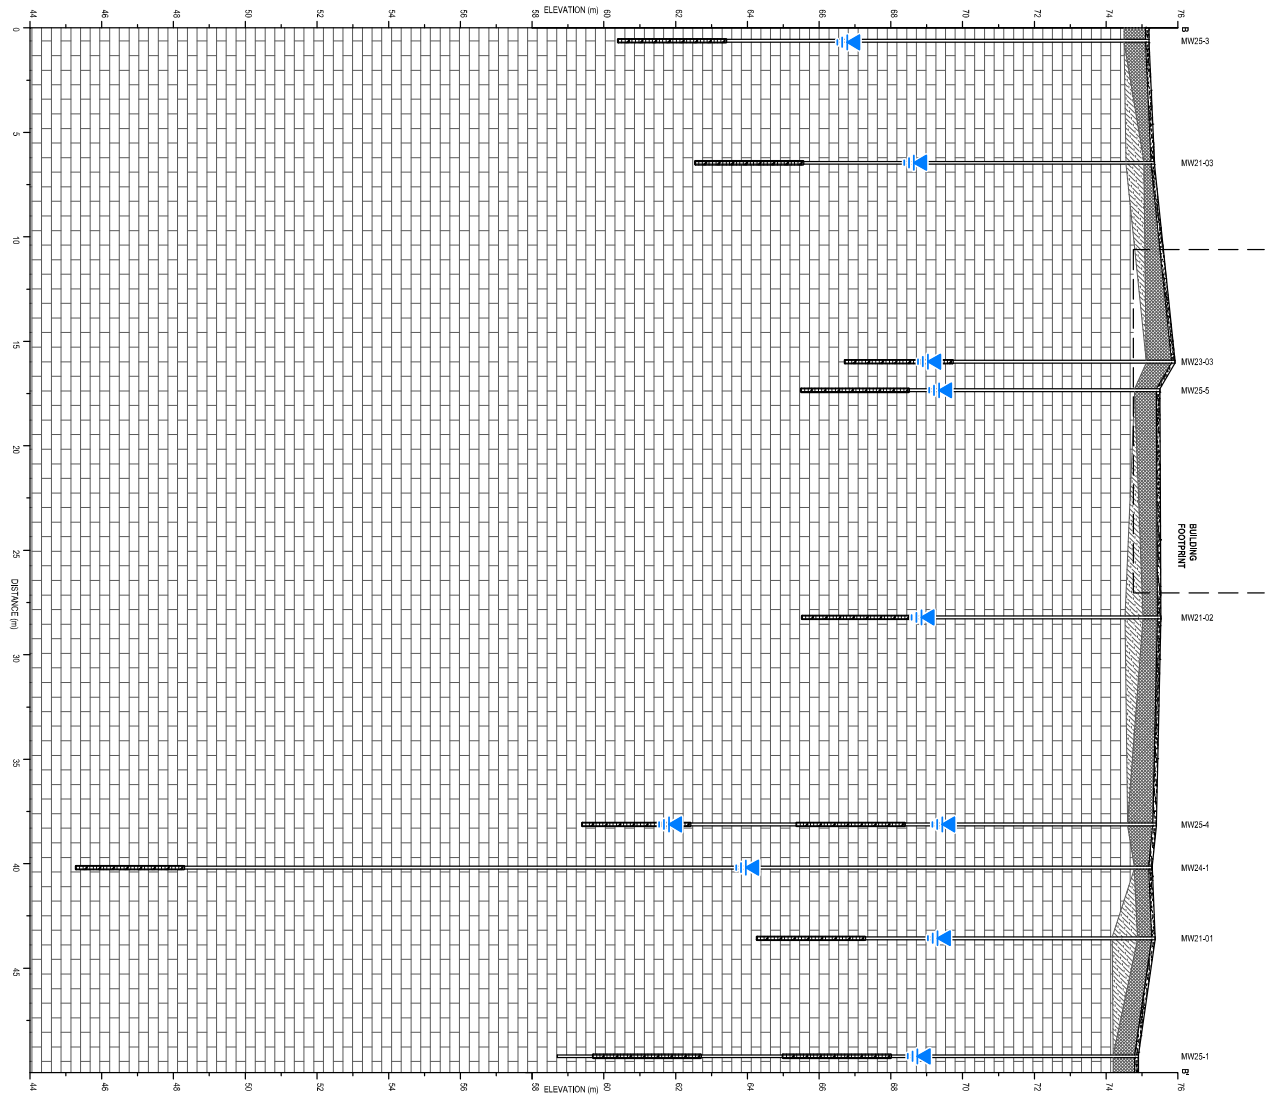 ELEVATION (m)
44 46 48 50 52 54 56 58 60 62 64 66 68 70 72 74 76
B
MW25-3
MW21-03
MW23-03
MW25-5
BUILDING
FOOTPRINT
MW21-02
MW25-4
MW24-1
MW21-01
MW25-1
B'
0 5 10 15 20 25 30 35 40 45
DISTANCE (m)
44 46 48 50 52 54 56 58 60 62 64 66 68 70 72 74 76
ELEVATION (m)